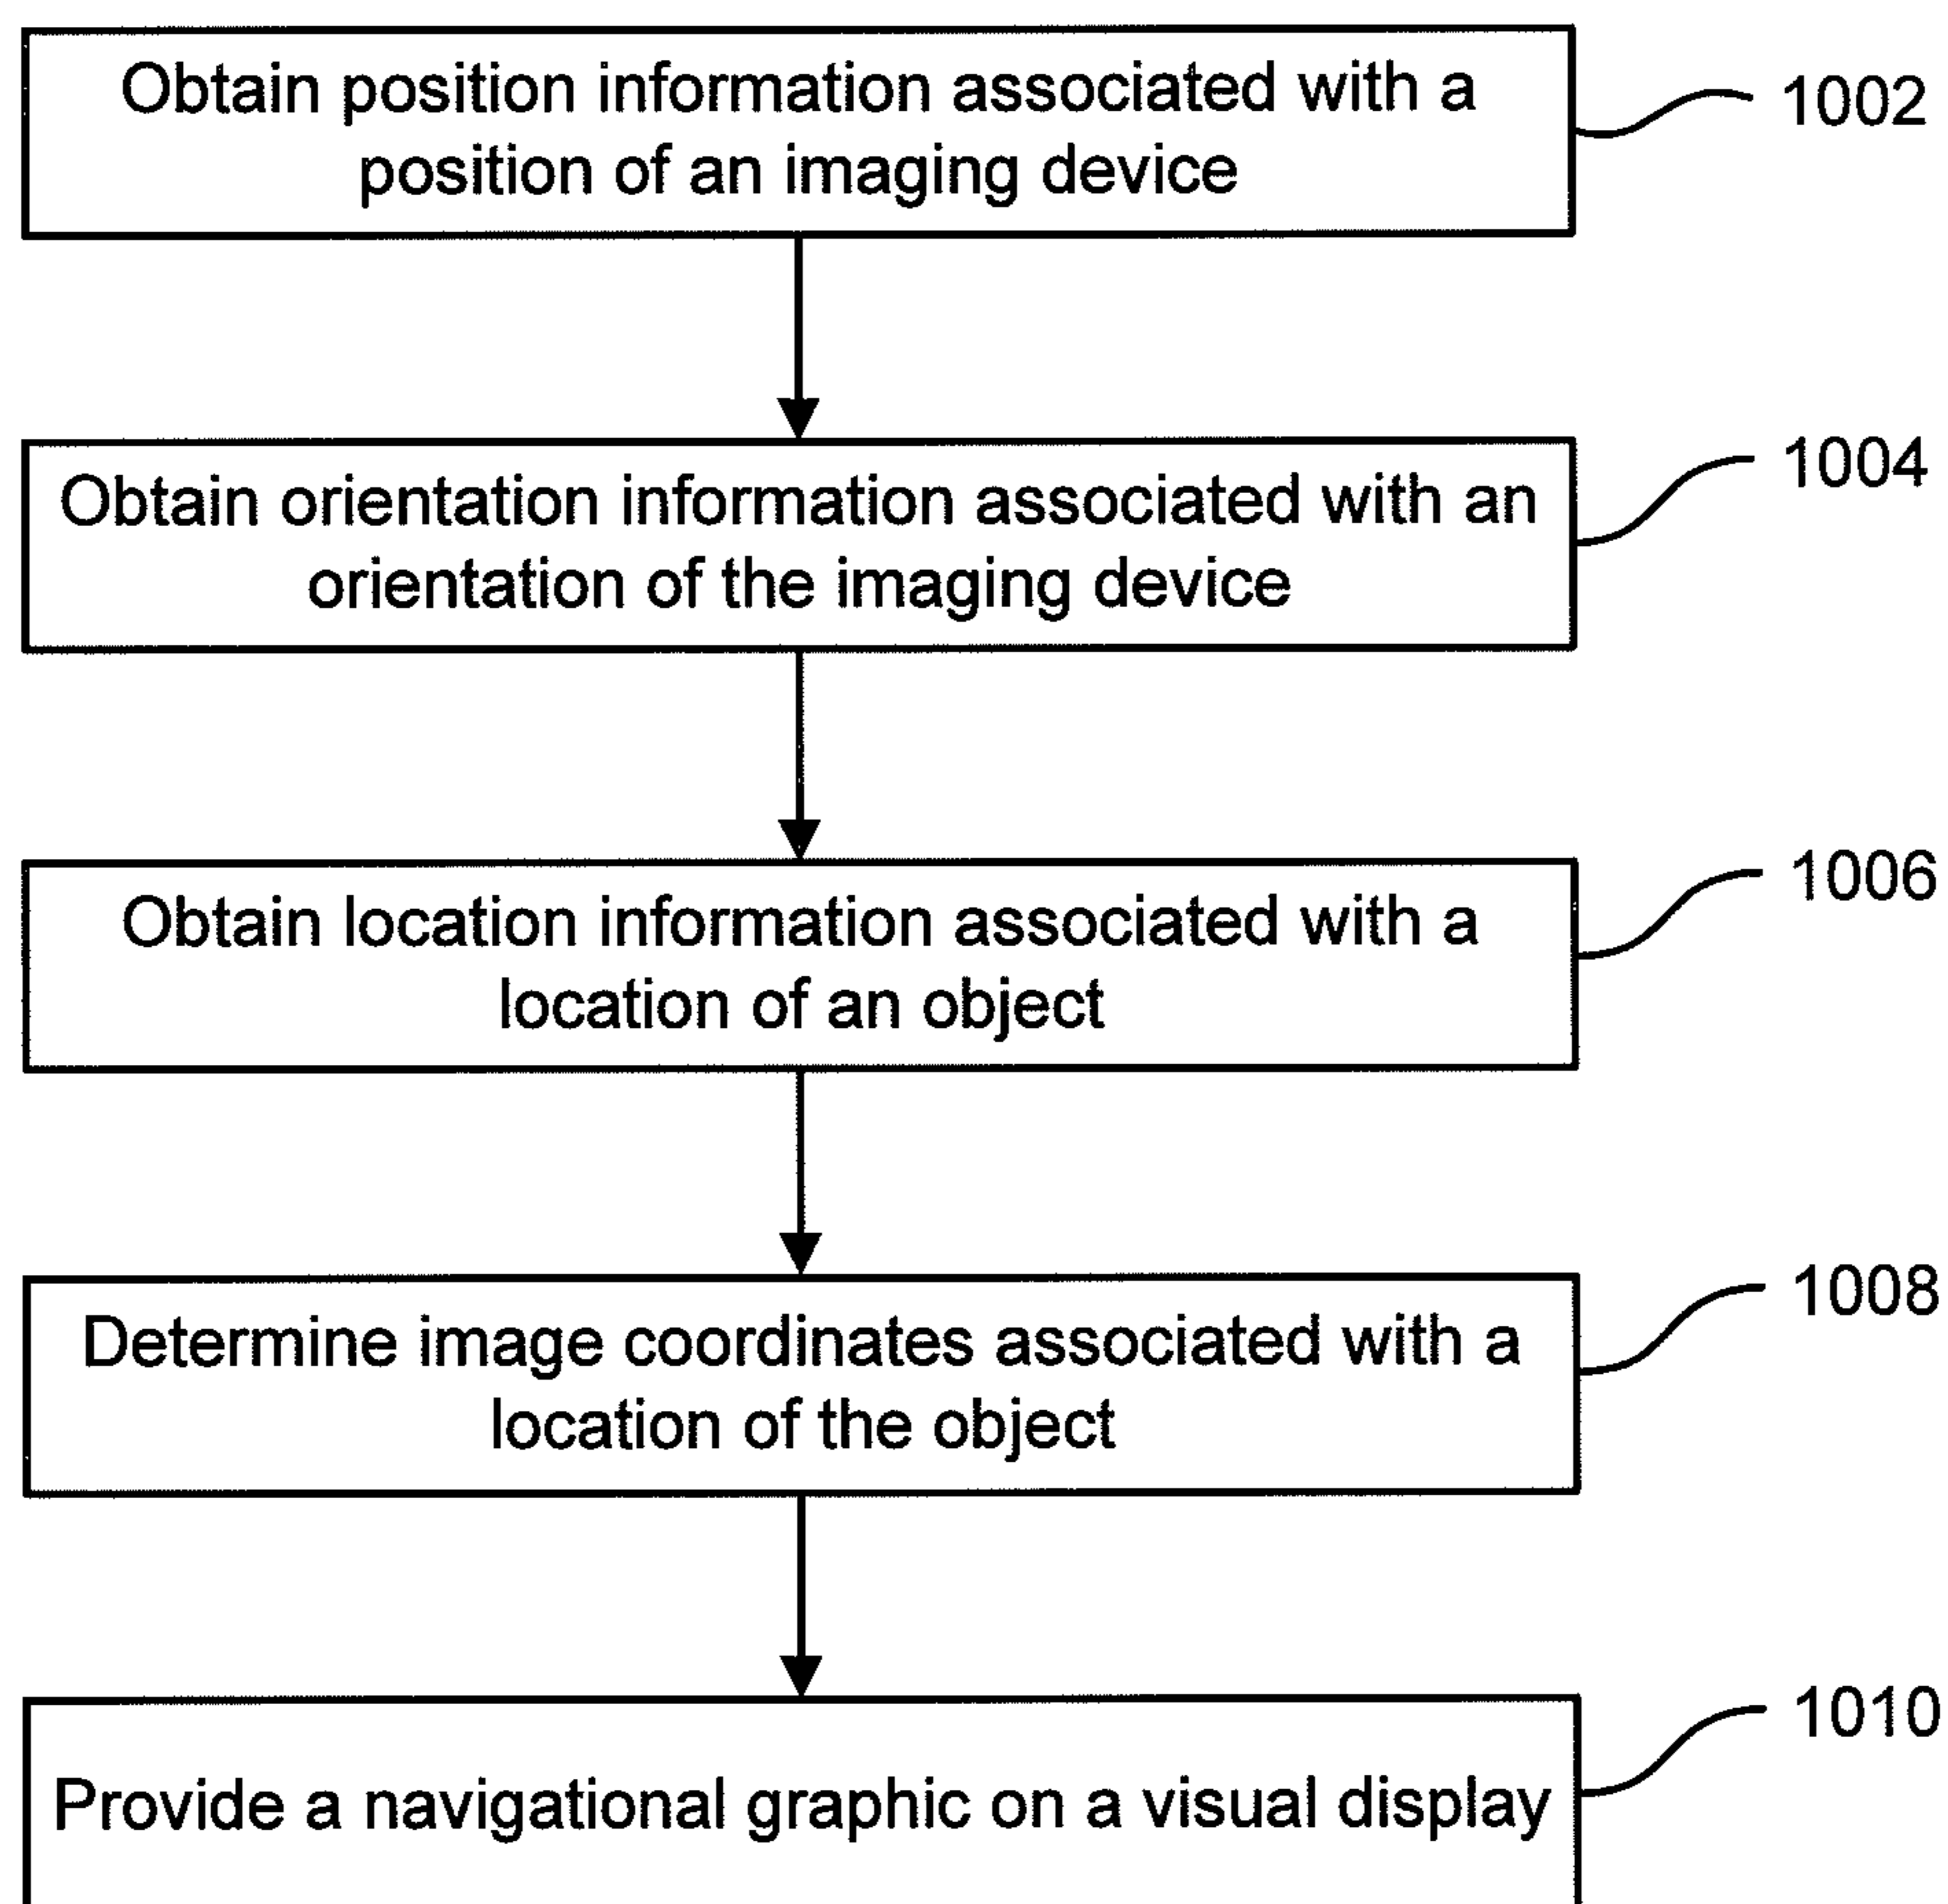 Obtain position information associated with a
position of an imaging device
1002
Obtain orientation information associated with an
orientation of the imaging device
1004
Obtain location information associated with a
location of an object
1006
Determine image coordinates associated with a
location of the object
1008
Provide a navigational graphic on a visual display
1010